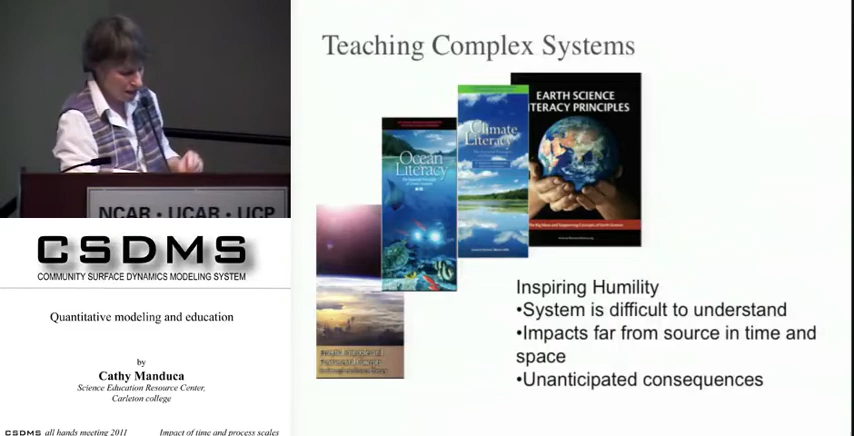 Teaching Complex Systems
EARTH SCIENCE
LITERACY PRINCIPLES
Climate
Literacy
Ocean
Literacy
NCAR • UCAR • UCP
CSDMS
COMMUNITY SURFACE DYNAMICS MODELING SYSTEM
Quantitative modeling and education
by
Cathy Manduca
Science Education Resource Center,
Carleton college
CSDMS all hands meeting 2011 Impact of time and process scales
Inspiring Humility
•System is difficult to understand
•Impacts far from source in time and
space
•Unanticipated consequences